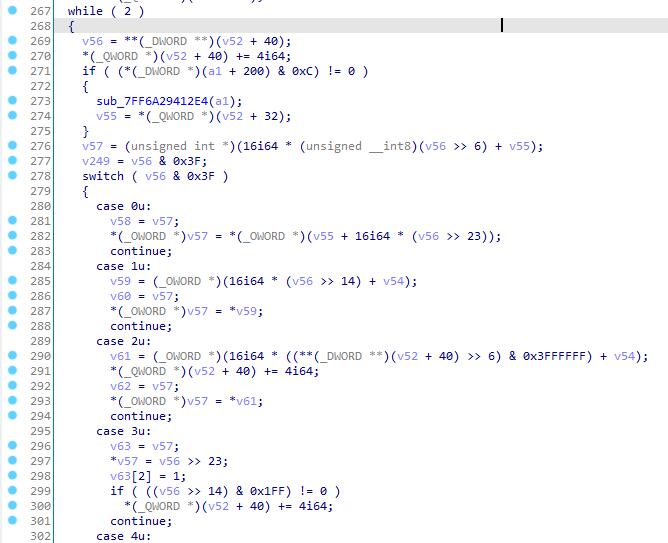 267 while ( 2 )
268 {
269 v56 = **(_DWORD **)(v52 + 40);
270 *(_QWORD *)(v52 + 40) += 4i64;
271 if ( (*(_DWORD *)(a1 + 200) & 0xC) != 0 )
272 {
273 sub_7FF6A29412E4(a1);
274 v55 = *(_QWORD *)(v52 + 32);
275 }
276 v57 = (unsigned int *)(16i64 * (unsigned __int8)(v56 >> 6) + v55);
277 v249 = v56 & 0x3F;
278 switch ( v56 & 0x3F )
279 {
280 case 0u:
281 v58 = v57;
282 *(_OWORD *)v57 = *(_OWORD *)(v55 + 16i64 * (v56 >> 23));
283 continue;
284 case 1u:
285 v59 = (_OWORD *)(16i64 * (v56 >> 14) + v54);
286 v60 = v57;
287 *(_OWORD *)v57 = *v59;
288 continue;
289 case 2u:
290 v61 = (_OWORD *)(16i64 * ((**(_DWORD **)(v52 + 40) >> 6) & 0x3FFFFFF) + v54);
291 *(_QWORD *)(v52 + 40) += 4i64;
292 v62 = v57;
293 *(_OWORD *)v57 = *v61;
294 continue;
295 case 3u:
296 v63 = v57;
297 *v57 = v56 >> 23;
298 v63[2] = 1;
299 if ( ((v56 >> 14) & 0x1FF) != 0 )
300 *(_QWORD *)(v52 + 40) += 4i64;
301 continue;
302 case 4u: